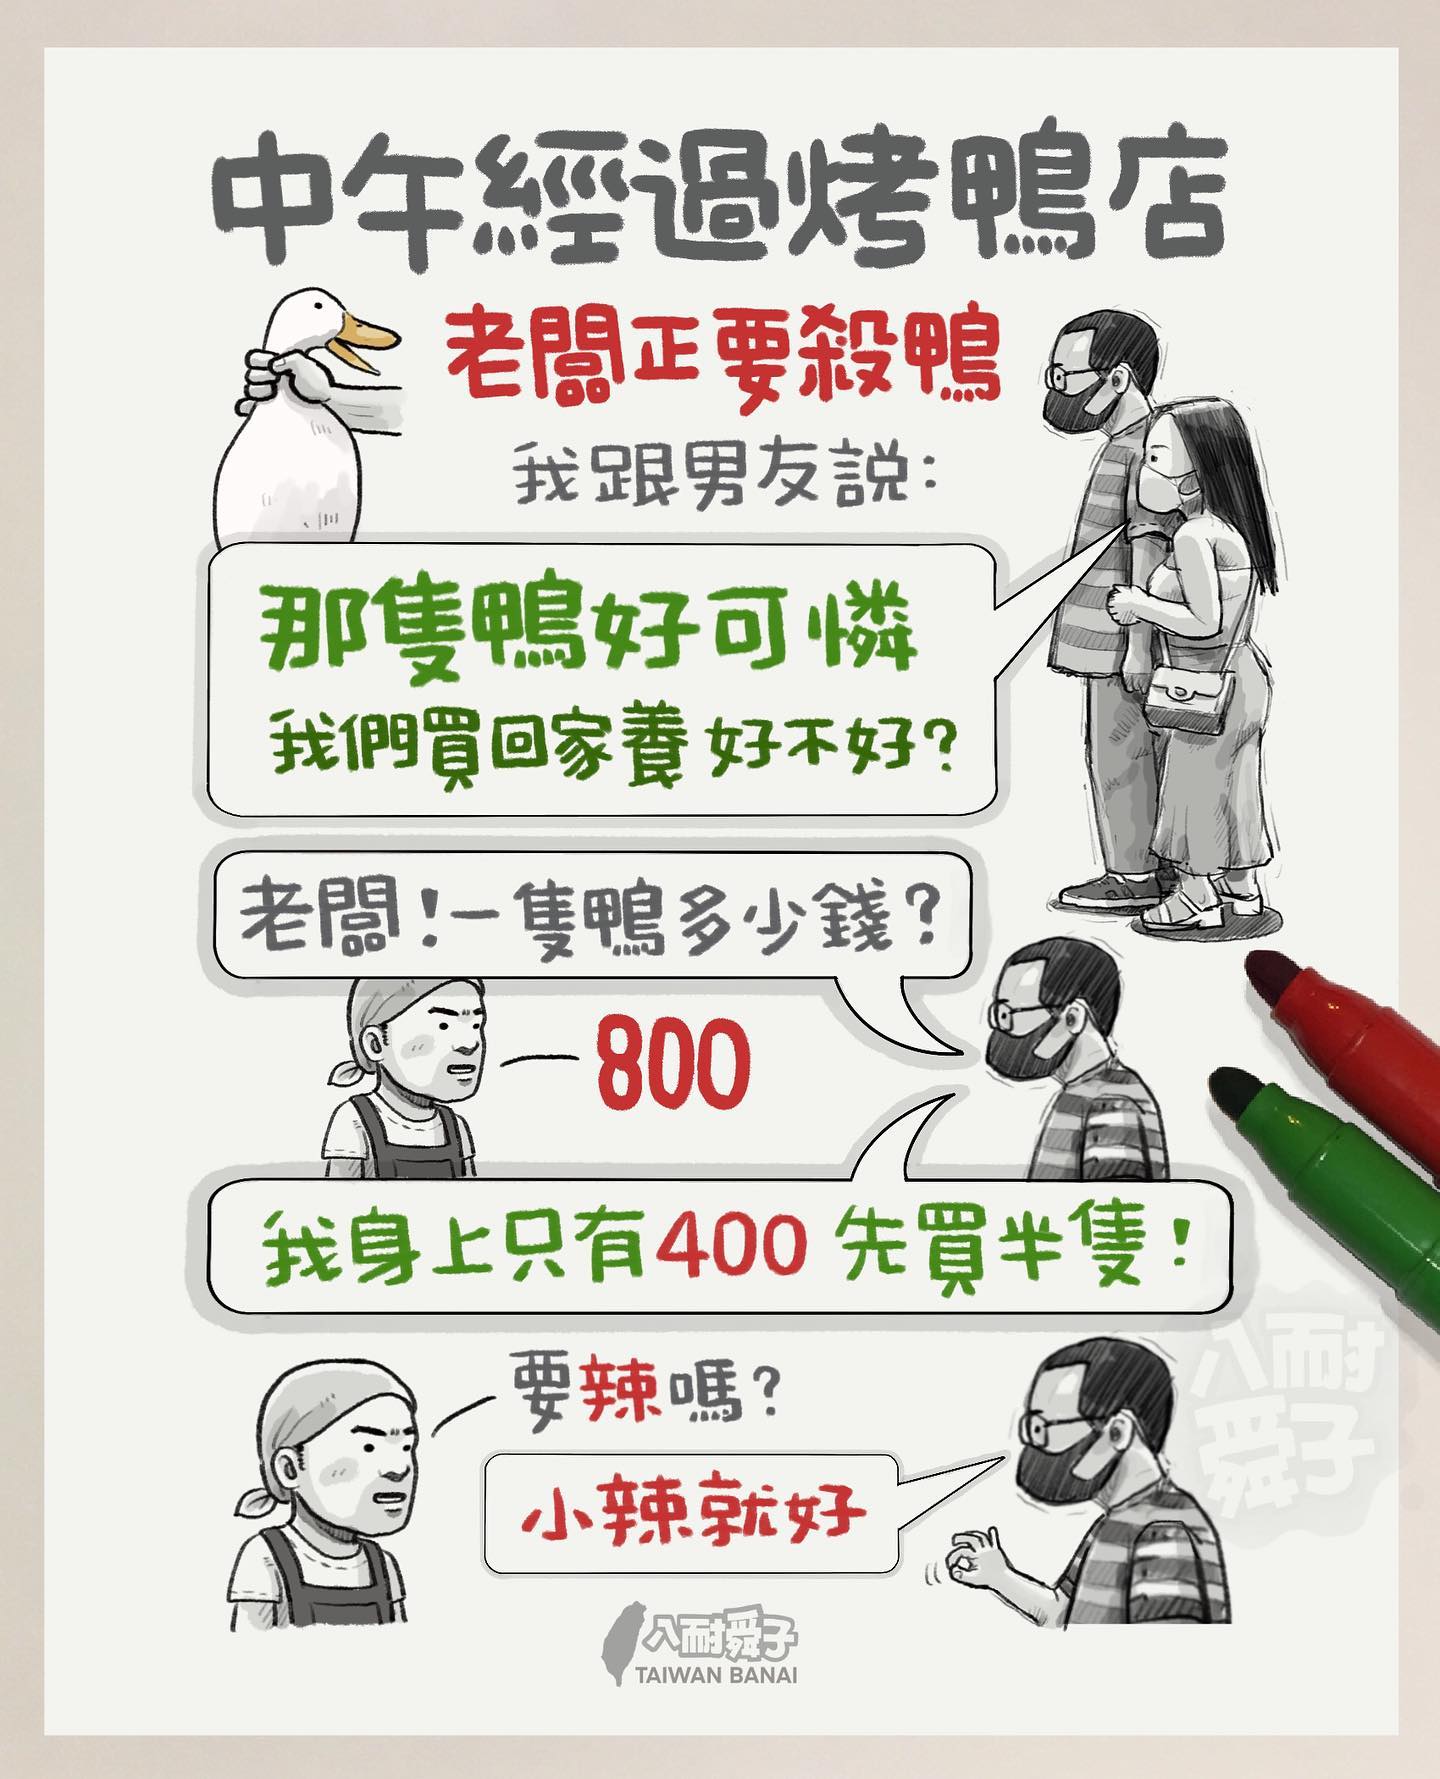 中午經過烤鴨店
老闆正要殺鴨
我跟男友説：
那隻鴨好可憐
我們買回家養好不好?
老闆!一隻鴨多少錢?
800
我身上只有400先買半隻!
要辣嗎?
小辣就好
八耐舜子
八耐舜子
TAIWAN BANAI